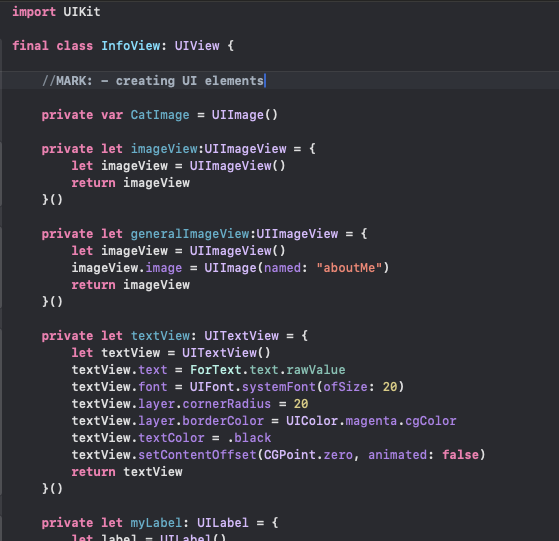 import UIKit
final class InfoView: UIView {
//MARK: - creating UI elements
private var CatImage = UIImage()
private let imageView:UIImageView = {
let imageView = UIImageView()
return imageView
}()
private let generalImageView:UIImageView = {
let imageView = UIImageView()
imageView.image = UIImage(named: "aboutMe")
return imageView
}()
private let textView: UITextView = {
let textView = UITextView()
textView.text = ForText.text.rawValue
textView.font = UIFont.systemFont(ofSize: 20)
textView.layer.cornerRadius = 20
textView.layer.borderColor = UIColor.magenta.cgColor
textView.textColor = .black
textView.setContentOffset(CGPoint.zero, animated: false)
return textView
}()
private let myLabel: UILabel = {
let label = UILabel()